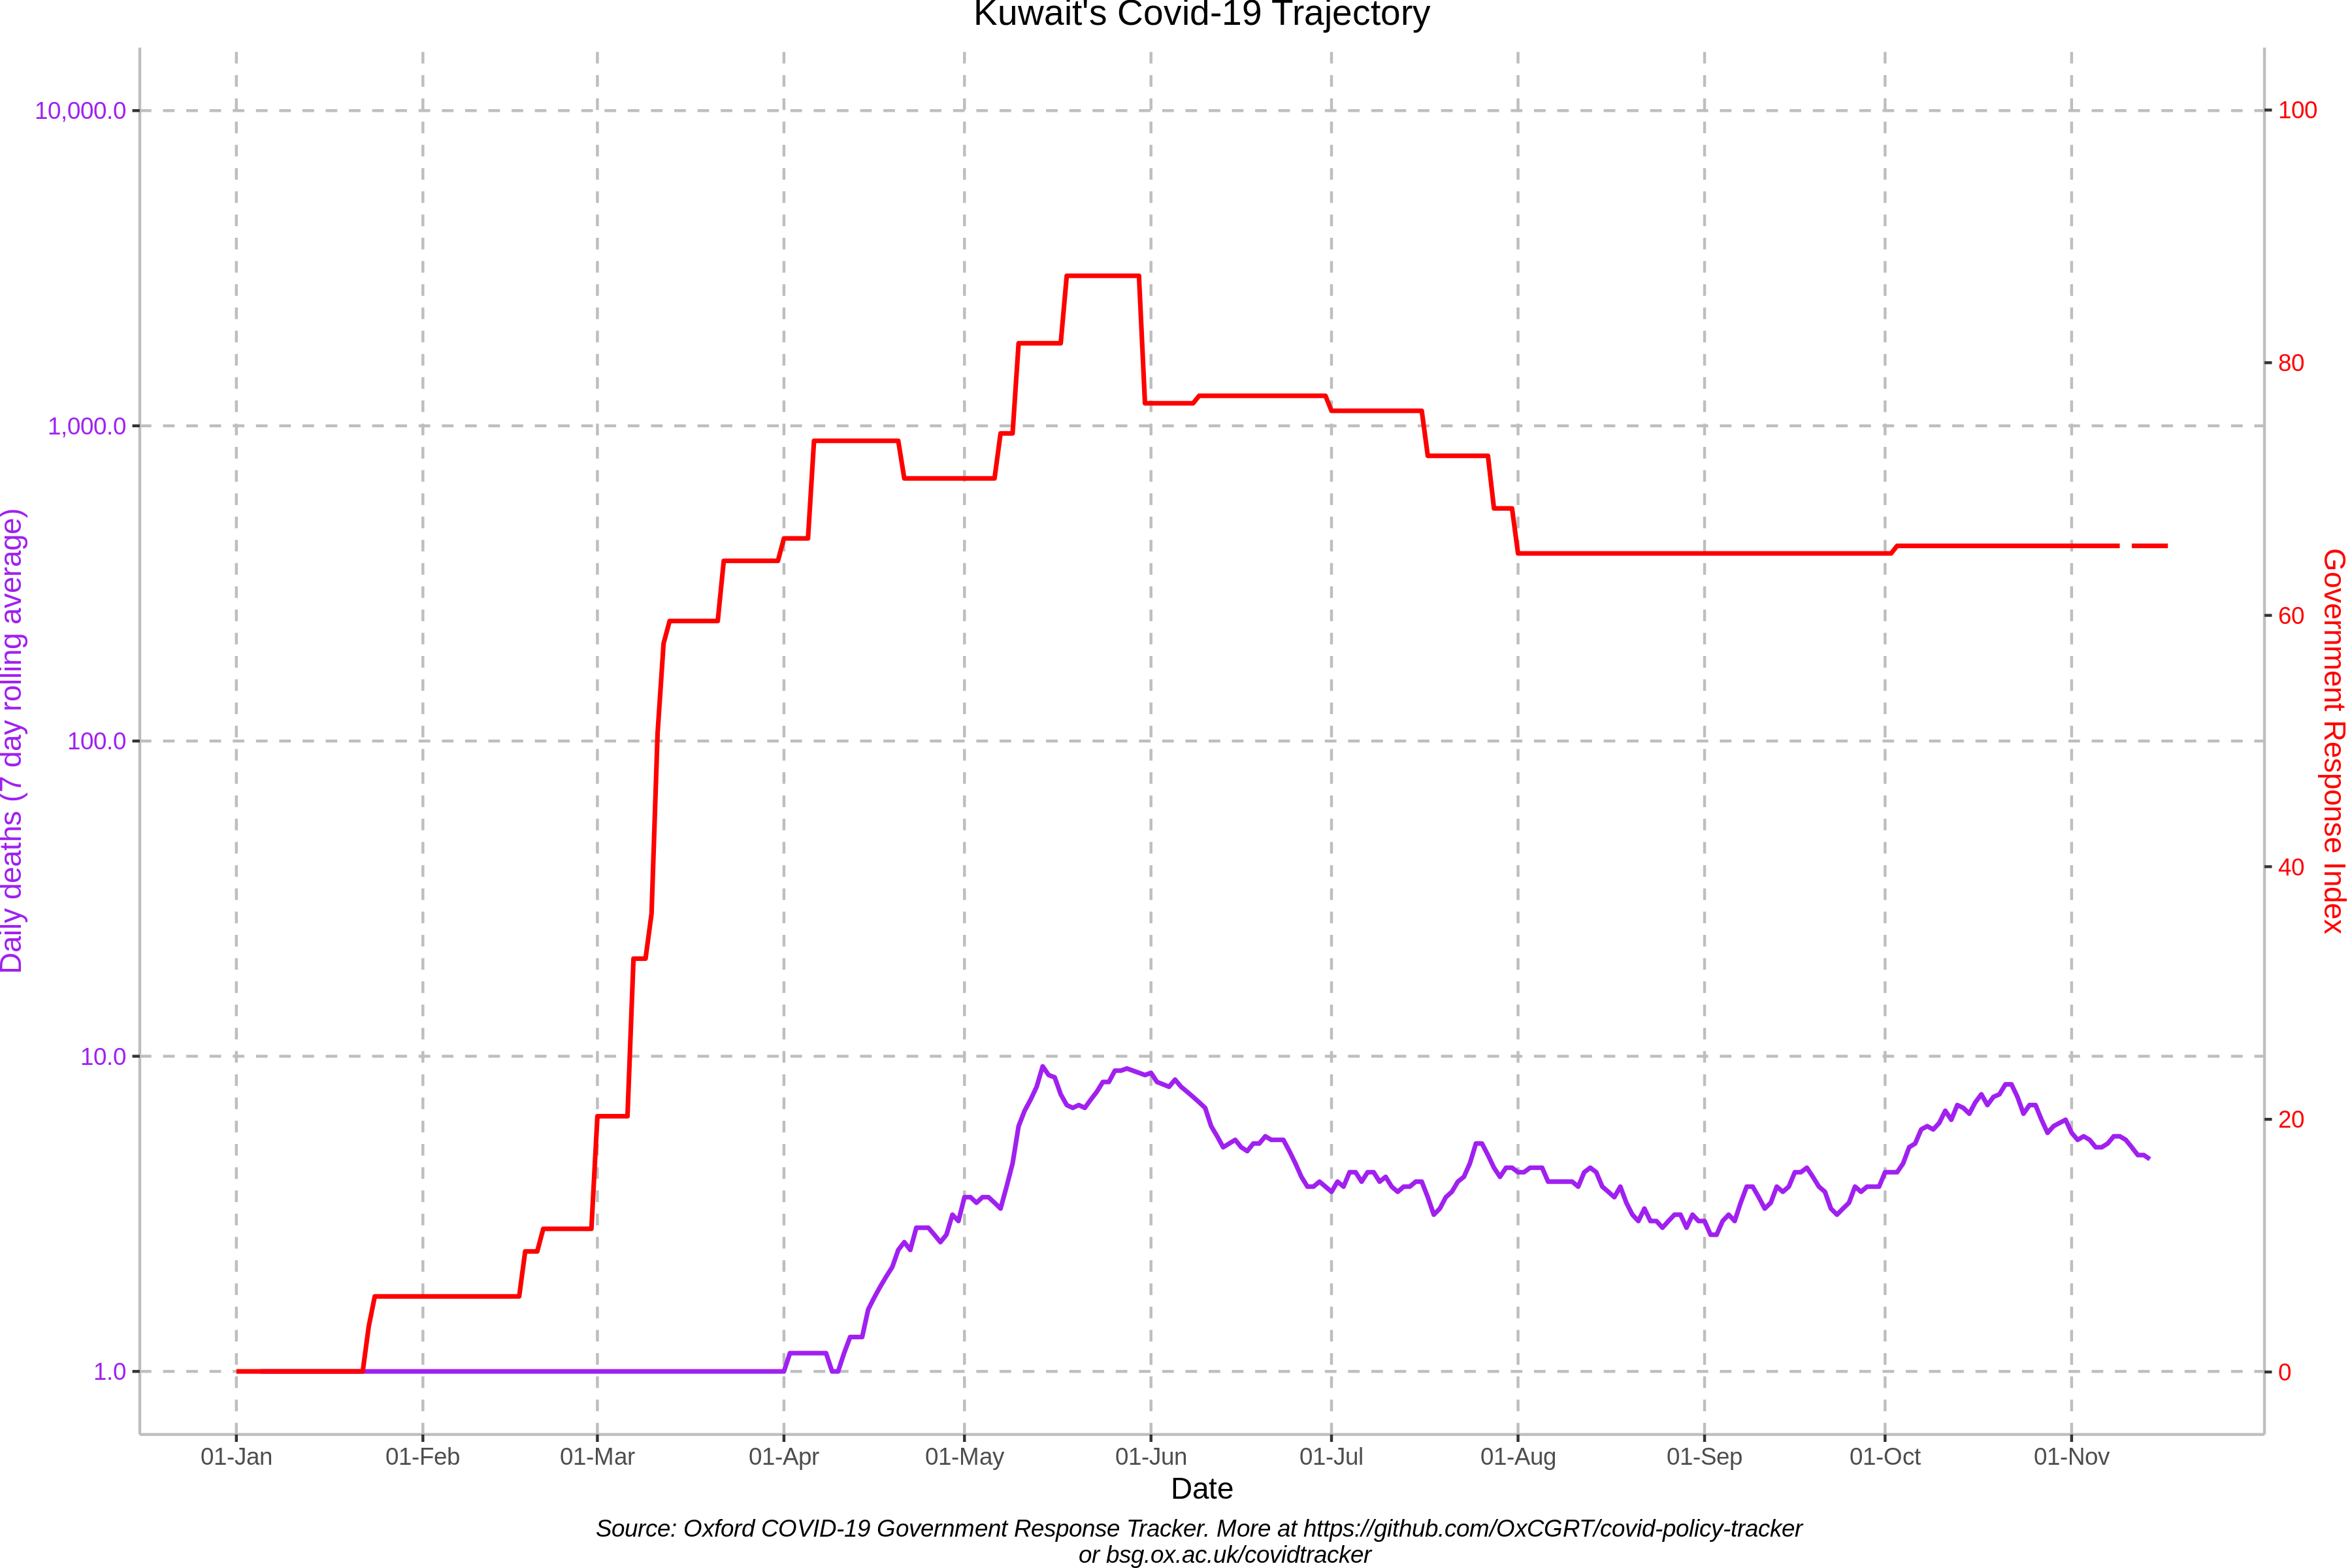 Kuwait's Covid-19 Trajectory
10,000.0
1,000.0
100.0
10.0
1.0
Daily deaths (7 day rolling average)
100
80
60
40
20
0
Government Response Index
01-Jan
01-Feb
01-Mar
01-Apr
01-May
01-Jun
01-Jul
01-Aug
01-Sep
01-Oct
01-Nov
Date
Source: Oxford COVID-19 Government Response Tracker. More at https://github.com/OxCGRT/covid-policy-tracker
or bsg.ox.ac.uk/covidtracker